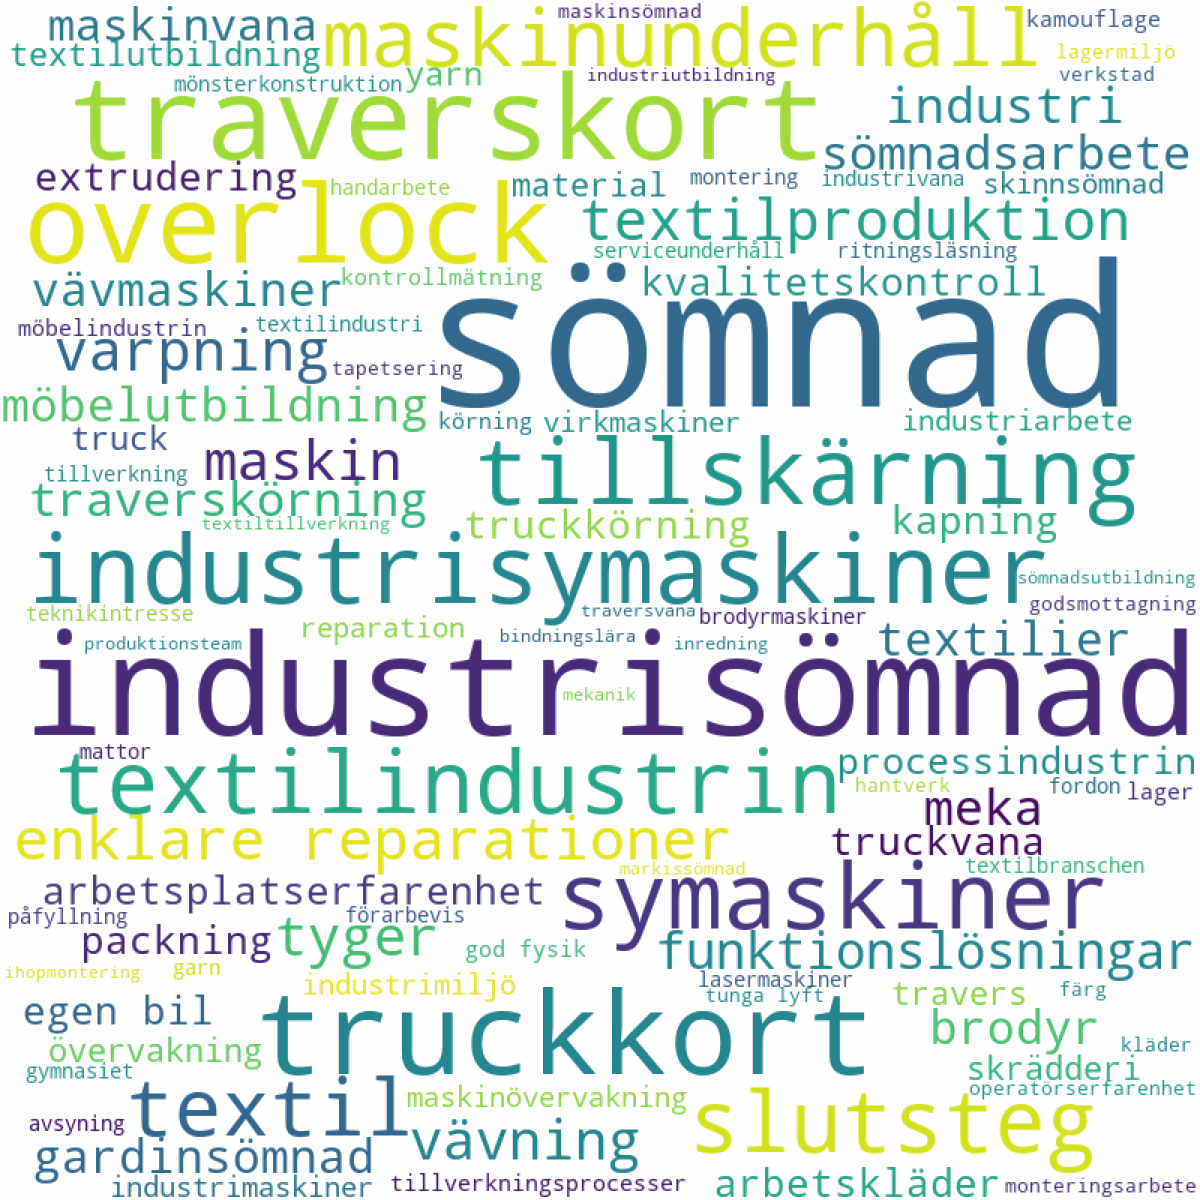 maskinsömnad
maskinvana
maskinunderhåll
kamouflage
textilutbildning
lagermiljö
mönsterkonstruktion
yarn
industriutbildning
verkstad
traverskort
industri
sömnadsarbete
extrudering
handarbete
material
montering
industrivana
skinnsömnad
overlock
textilproduktion
serviceunderhåll
ritningsläsning
vävmaskiner
kontrollmätning
kvalitetskontroll
möbelindustrin
textilindustri
sömnad
varpning
tapetsering
möbelutbildning
körning
virkmaskiner
industriarbete
truck
maskin
tillskärning
tillverkning
traverskörning
textiltillverkning
truckkörning
kapning
industrisymaskiner
sömnadsutbildning
teknikintresse
traversvana
brodyrmaskiner
godsmottagning
reparation
produktionsteam
bindningslära
inredning
textilier
industrisömnad
mekanik
mattor
textilindustrin
processindustrin
hantverk
fordon
lager
meka
enklare reparationer
truckvana
markissömnad
textilbranschen
arbetsplatserfarenhet
symaskiner
påfyllning
förarbevis
packning
tyger
god fysik
funktionslösningar
ihopmontering
garn
industrimiljö
lasermaskiner
tunga lyft
travers
färg
egen bil
truckkort
brodyr
övervakning
kläder
gymnasiet
skrädderi
operatörserfarenhet
textil
maskinövervakning
slutsteg
avsyning
vävning
gardinsömnad
industrimaskiner
tillverkningsprocesser
arbetskläder
monteringsarbete